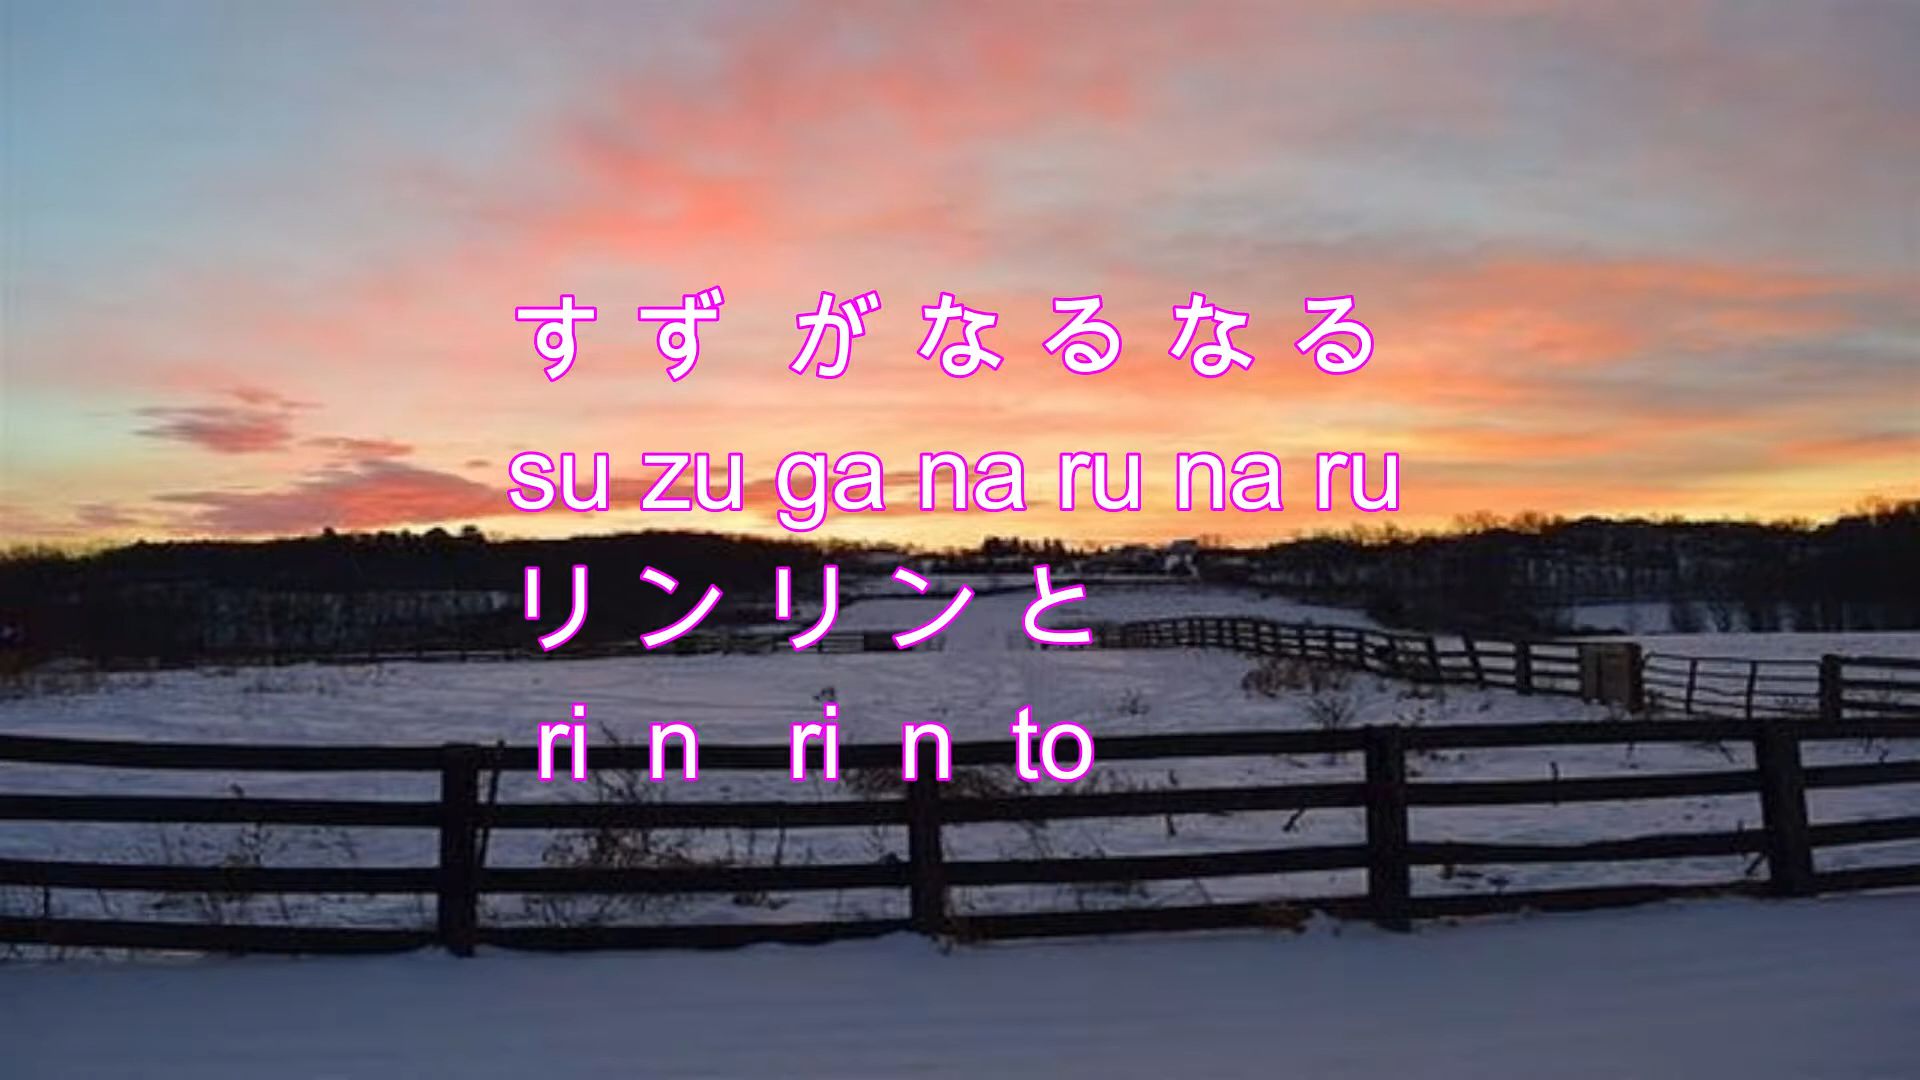 す ず が な る な る
su zu ga na ru na ru
リ ン リ ン と
ri n ri n to